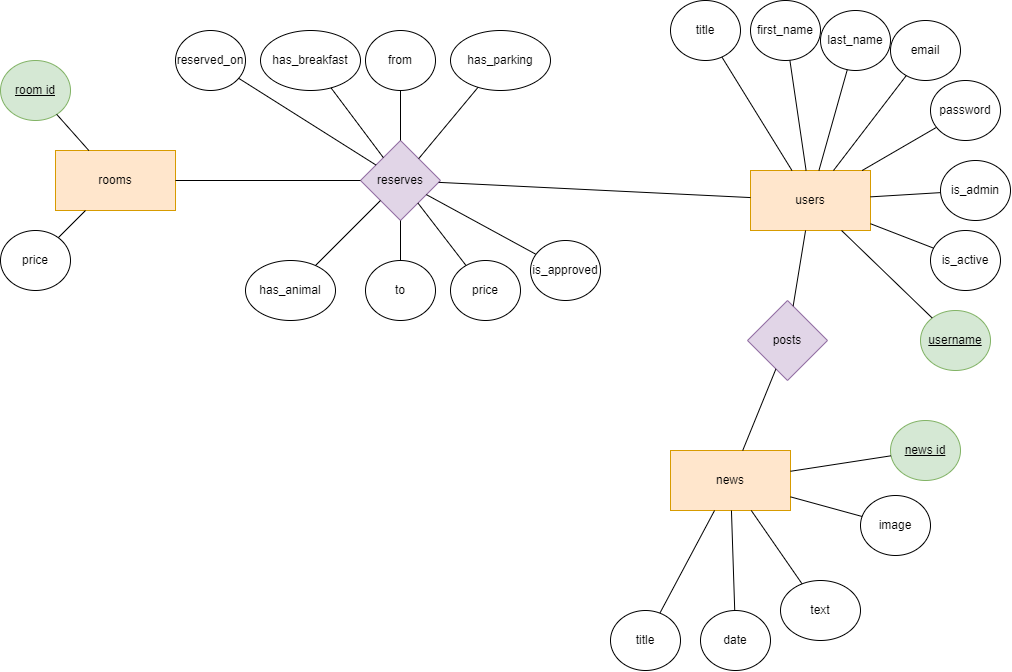 title
first_name
last_name
email
reserved_on
has_breakfast
from
has_parking
room id
password
rooms
reserves
users
is_admin
price
has_animal
to
price
is_approved
is_active
posts
username
news
news id
image
title
date
text